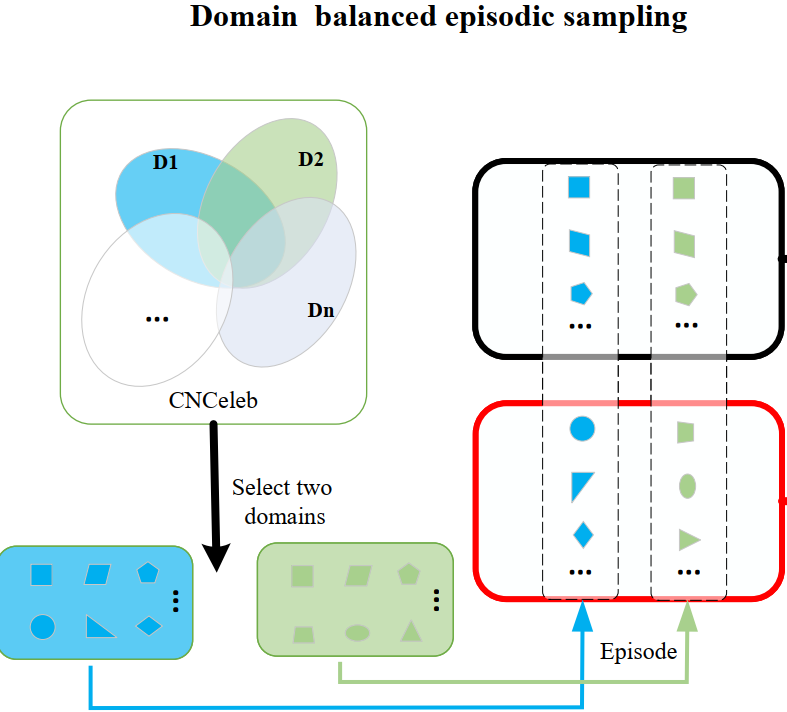 Domain balanced episodic sampling
D1
D2
...
Dn
CNCeleb
Select two
domains
...
...
...
...
...
...
Episode